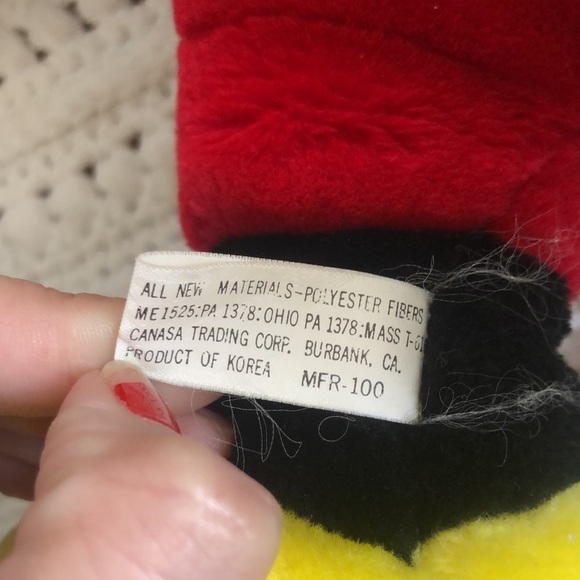 ALL NEW MATERIALS-POLYESTER FIBERS
ME 1525:PA 1378:OHIO PA 1378:MASS
CANASA TRADING CORP. BURBANK, CA.
PRODUCT OF KOREA MFR-100